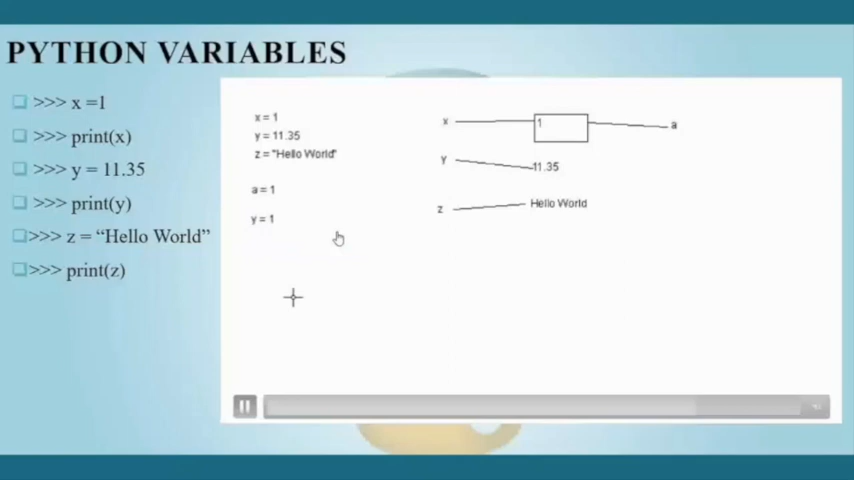 PYTHON VARIABLES
>>> x =1
>>> print(x)
>>> y = 11.35
>>> print(y)
>>> z = “Hello World”
>>> print(z)
x = 1
y = 11.35
z = "Hello World"
a = 1
y = 1
x 1 a
y 11.35
z Hello World